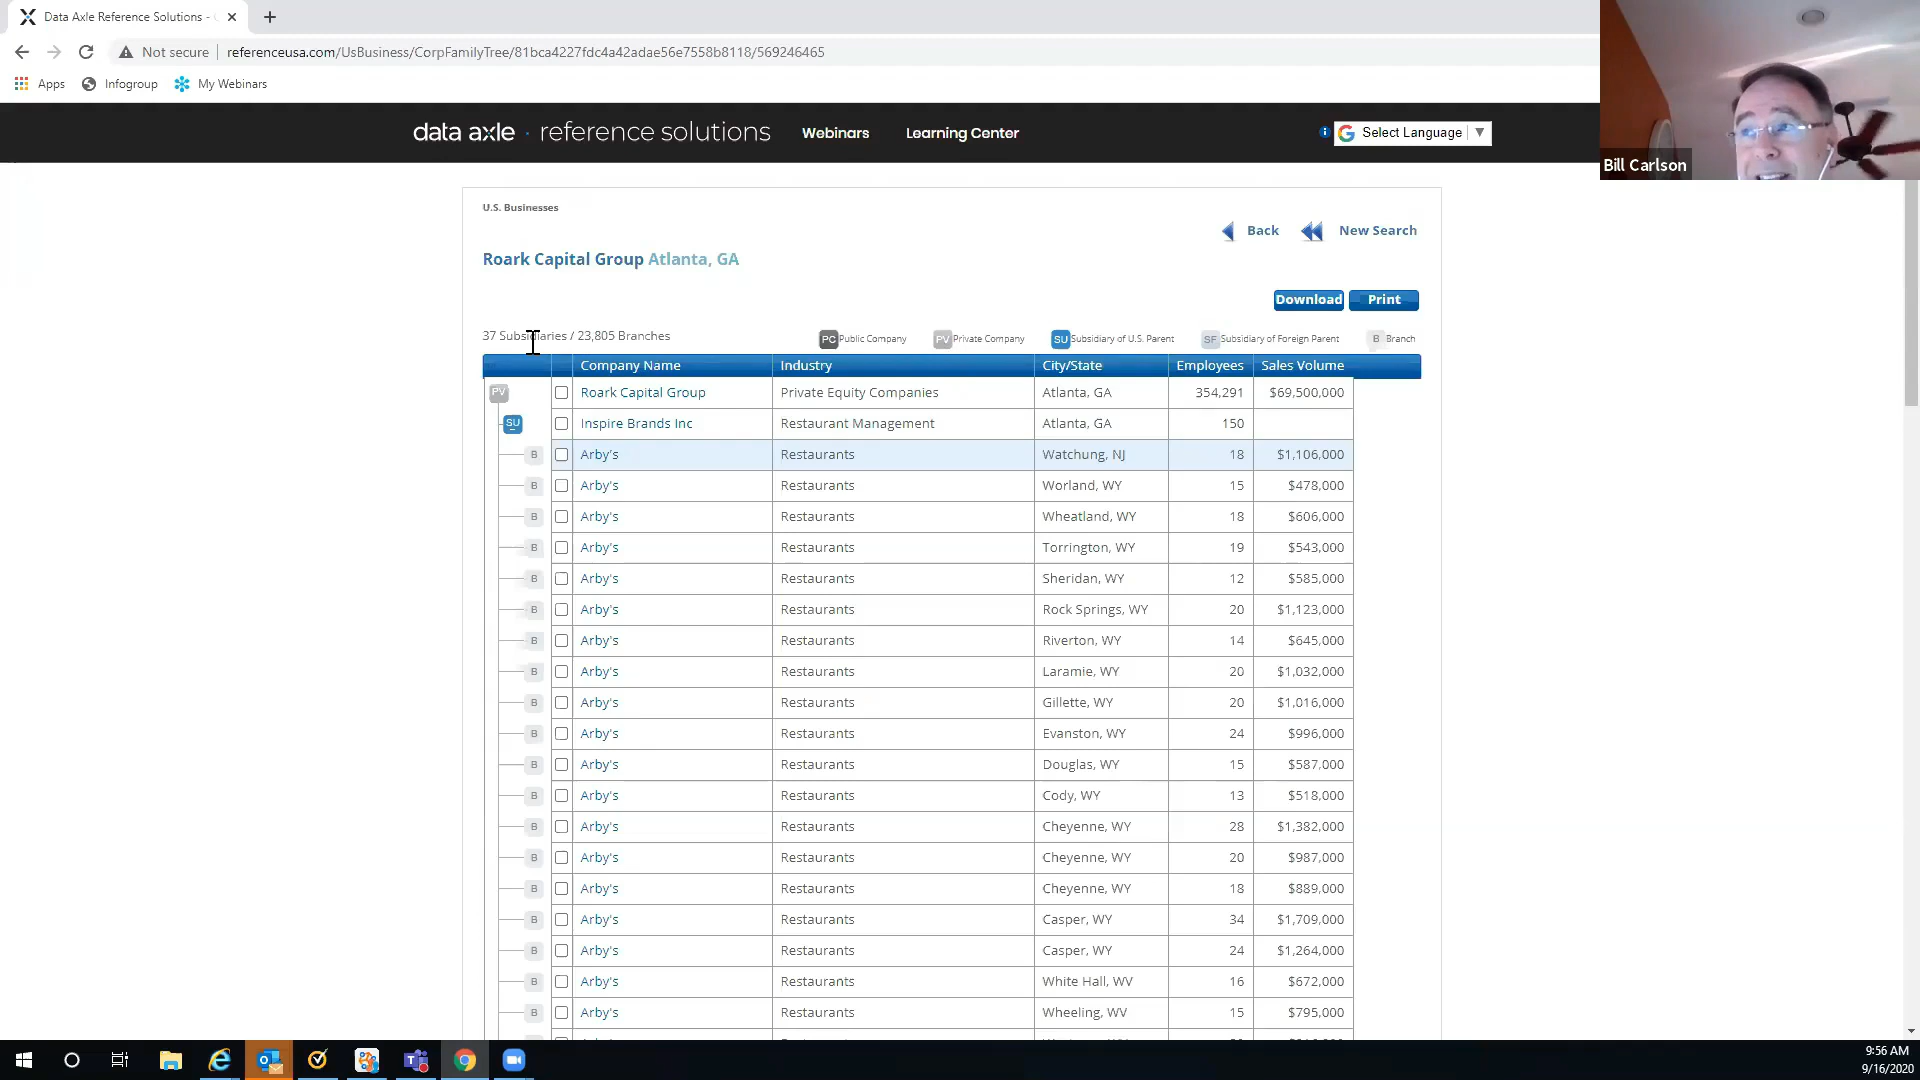 Data Axle Reference Solutions -
Not secure
referenceusa.com/UsBusiness/CorpFamilyTree/81bca4227fdc4a42adae56e7558b8118/569246465
Apps Infogroup My Webinars
data axle · reference solutions Webinars Learning Center Select Language ▼
Bill Carlson
U.S. Businesses
Back New Search
Roark Capital Group Atlanta, GA
Download Print
37 Subsidiaries / 23,805 Branches PC Public Company PV Private Company SU Subsidiary of U.S. Parent SF Subsidiary of Foreign Parent B Branch
Company Name Industry City/State Employees Sales Volume
PV Roark Capital Group Private Equity Companies Atlanta, GA 354,291 $69,500,000
SU Inspire Brands Inc Restaurant Management Atlanta, GA 150
B Arby's Restaurants Watchung, NJ 18 $1,106,000
B Arby's Restaurants Worland, WY 15 $478,000
B Arby's Restaurants Wheatland, WY 18 $606,000
B Arby's Restaurants Torrington, WY 19 $543,000
B Arby's Restaurants Sheridan, WY 12 $585,000
B Arby's Restaurants Rock Springs, WY 20 $1,123,000
B Arby's Restaurants Riverton, WY 14 $645,000
B Arby's Restaurants Laramie, WY 20 $1,032,000
B Arby's Restaurants Gillette, WY 20 $1,016,000
B Arby's Restaurants Evanston, WY 24 $996,000
B Arby's Restaurants Douglas, WY 15 $587,000
B Arby's Restaurants Cody, WY 13 $518,000
B Arby's Restaurants Cheyenne, WY 28 $1,382,000
B Arby's Restaurants Cheyenne, WY 20 $987,000
B Arby's Restaurants Cheyenne, WY 18 $889,000
B Arby's Restaurants Casper, WY 34 $1,709,000
B Arby's Restaurants Casper, WY 24 $1,264,000
B Arby's Restaurants White Hall, WV 16 $672,000
B Arby's Restaurants Wheeling, WV 15 $795,000
9:56 AM
9/16/2020